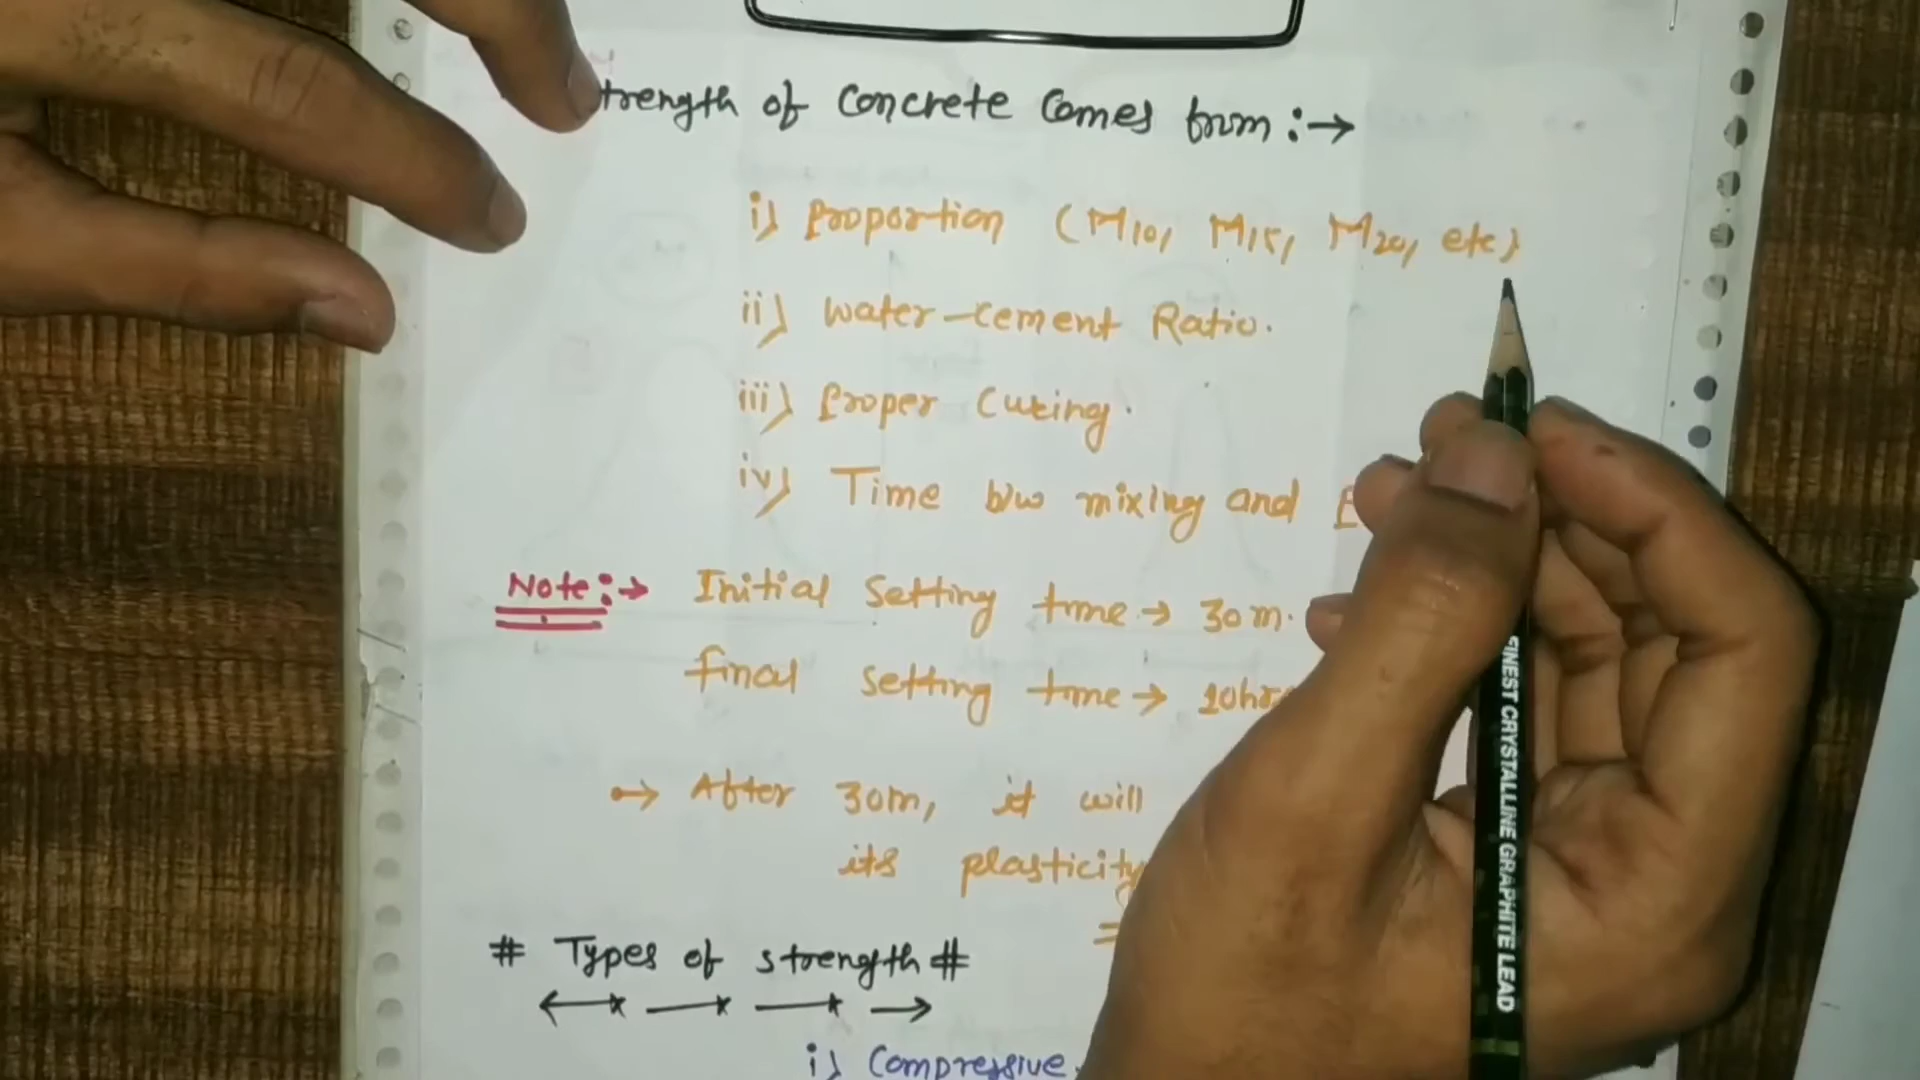 trength of Concrete Comes from :→
i) Proportion (M10, M15, M20, etc)
ii) Water-Cement Ratio.
iii) Proper Curing.
iv) Time b/w mixing and
Note:→ Initial Setting time → 30m.
final setting time → 10hrs
→ After 30m, it will
its plasticity
# Types of strength #
i) Compressive
FINEST CRYSTALLINE GRAPHITE LEAD